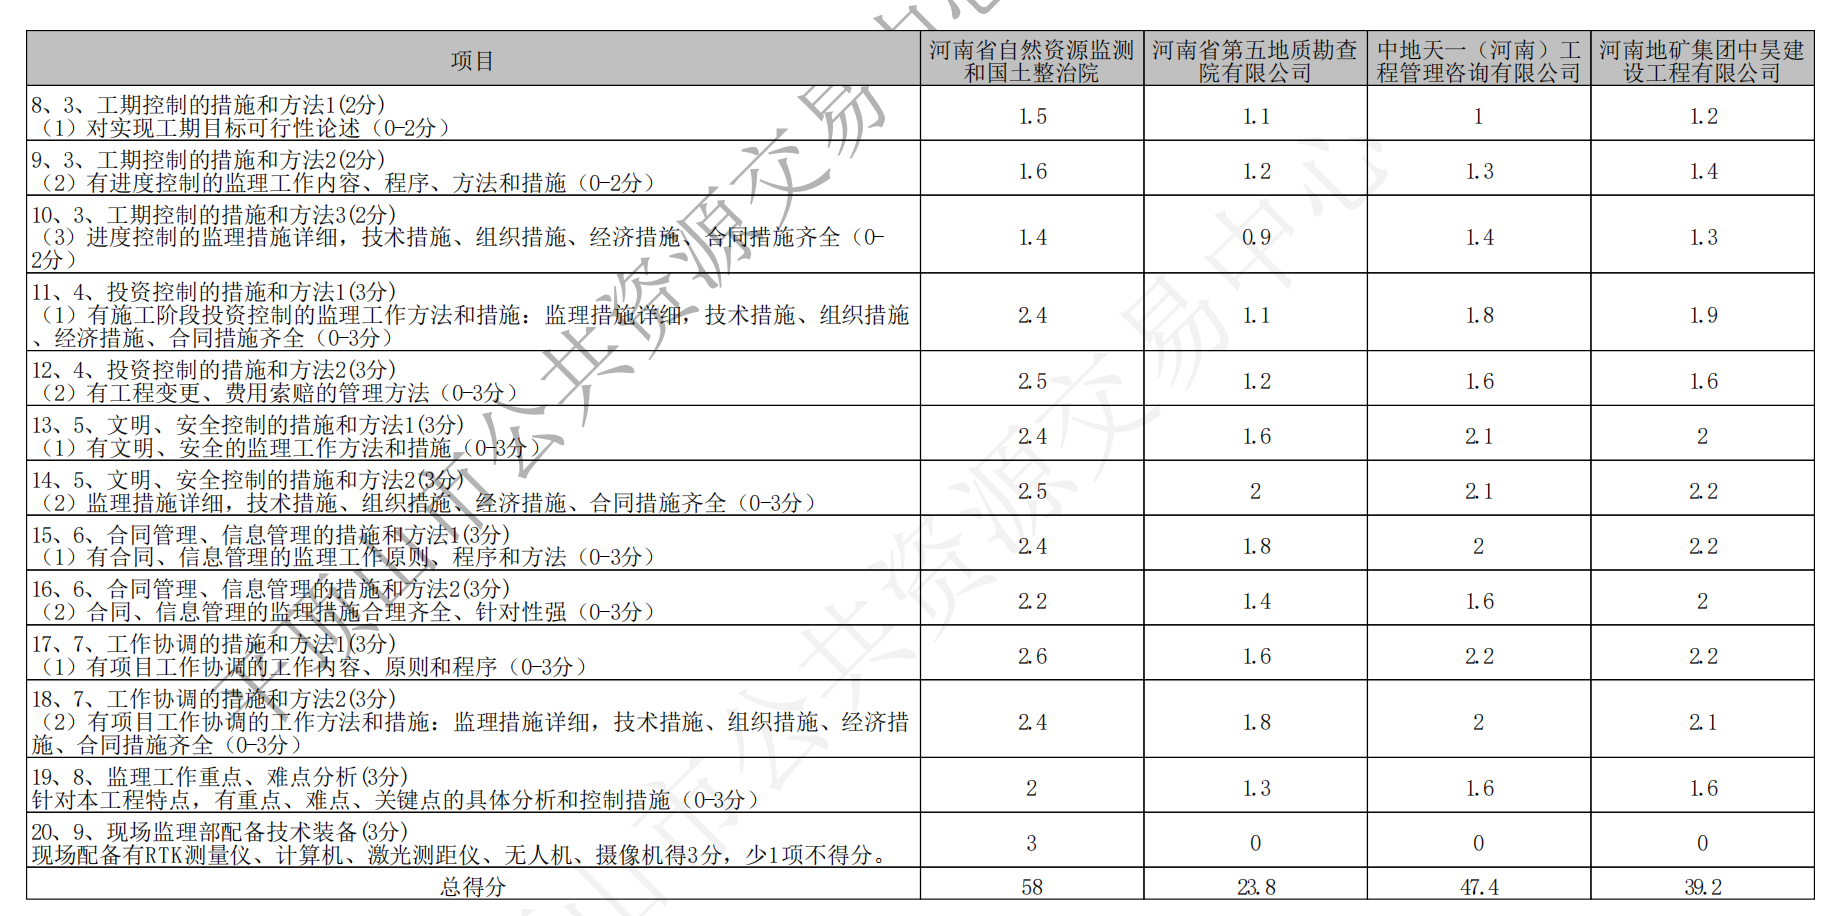 项目
河南省自然资源监测
和国土整治院
河南省第五地质勘查
院有限公司
中地天一（河南）工
程管理咨询有限公司
河南地矿集团中昊建
设工程有限公司
8、3、工期控制的措施和方法1(2分)
（1）对实现工期目标可行性论述（0-2分）
1.5
1.1
1
1.2
9、3、工期控制的措施和方法2(2分)
（2）有进度控制的监理工作内容、程序、方法和措施（0-2分）
1.6
1.2
1.3
1.4
10、3、工期控制的措施和方法3(2分)
（3）进度控制的监理措施详细，技术措施、组织措施、经济措施、合同措施齐全（0-
2分）
1.4
0.9
1.4
1.3
11、4、投资控制的措施和方法1(3分)
（1）有施工阶段投资控制的监理工作方法和措施：监理措施详细，技术措施、组织措施
、经济措施、合同措施齐全（0-3分）
2.4
1.1
1.8
1.9
12、4、投资控制的措施和方法2(3分)
（2）有工程变更、费用索赔的管理方法（0-3分）
2.5
1.2
1.6
1.6
13、5、文明、安全控制的措施和方法1(3分)
（1）有文明、安全的监理工作方法和措施（0-3分）
2.4
1.6
2.1
2
14、5、文明、安全控制的措施和方法2(3分)
（2）监理措施详细，技术措施、组织措施、经济措施、合同措施齐全（0-3分）
2.5
2
2.1
2.2
15、6、合同管理、信息管理的措施和方法1(3分)
（1）有合同、信息管理的监理工作原则、程序和方法（0-3分）
2.4
1.8
2
2.2
16、6、合同管理、信息管理的措施和方法2(3分)
（2）合同、信息管理的监理措施合理齐全、针对性强（0-3分）
2.2
1.4
1.6
2
17、7、工作协调的措施和方法1(3分)
（1）有项目工作协调的工作内容、原则和程序（0-3分）
2.6
1.6
2.2
2.2
18、7、工作协调的措施和方法2(3分)
（2）有项目工作协调的工作方法和措施：监理措施详细，技术措施、组织措施、经济措
施、合同措施齐全（0-3分）
2.4
1.8
2
2.1
19、8、监理工作重点、难点分析(3分)
针对本工程特点，有重点、难点、关键点的具体分析和控制措施（0-3分）
2
1.3
1.6
1.6
20、9、现场监理部配备技术装备(3分)
现场配备有RTK测量仪、计算机、激光测距仪、无人机、摄像机得3分，少1项不得分。
3
0
0
0
总得分
58
23.8
47.4
39.2
平顶山市公共资源交易中心
山市公共资源交易中心